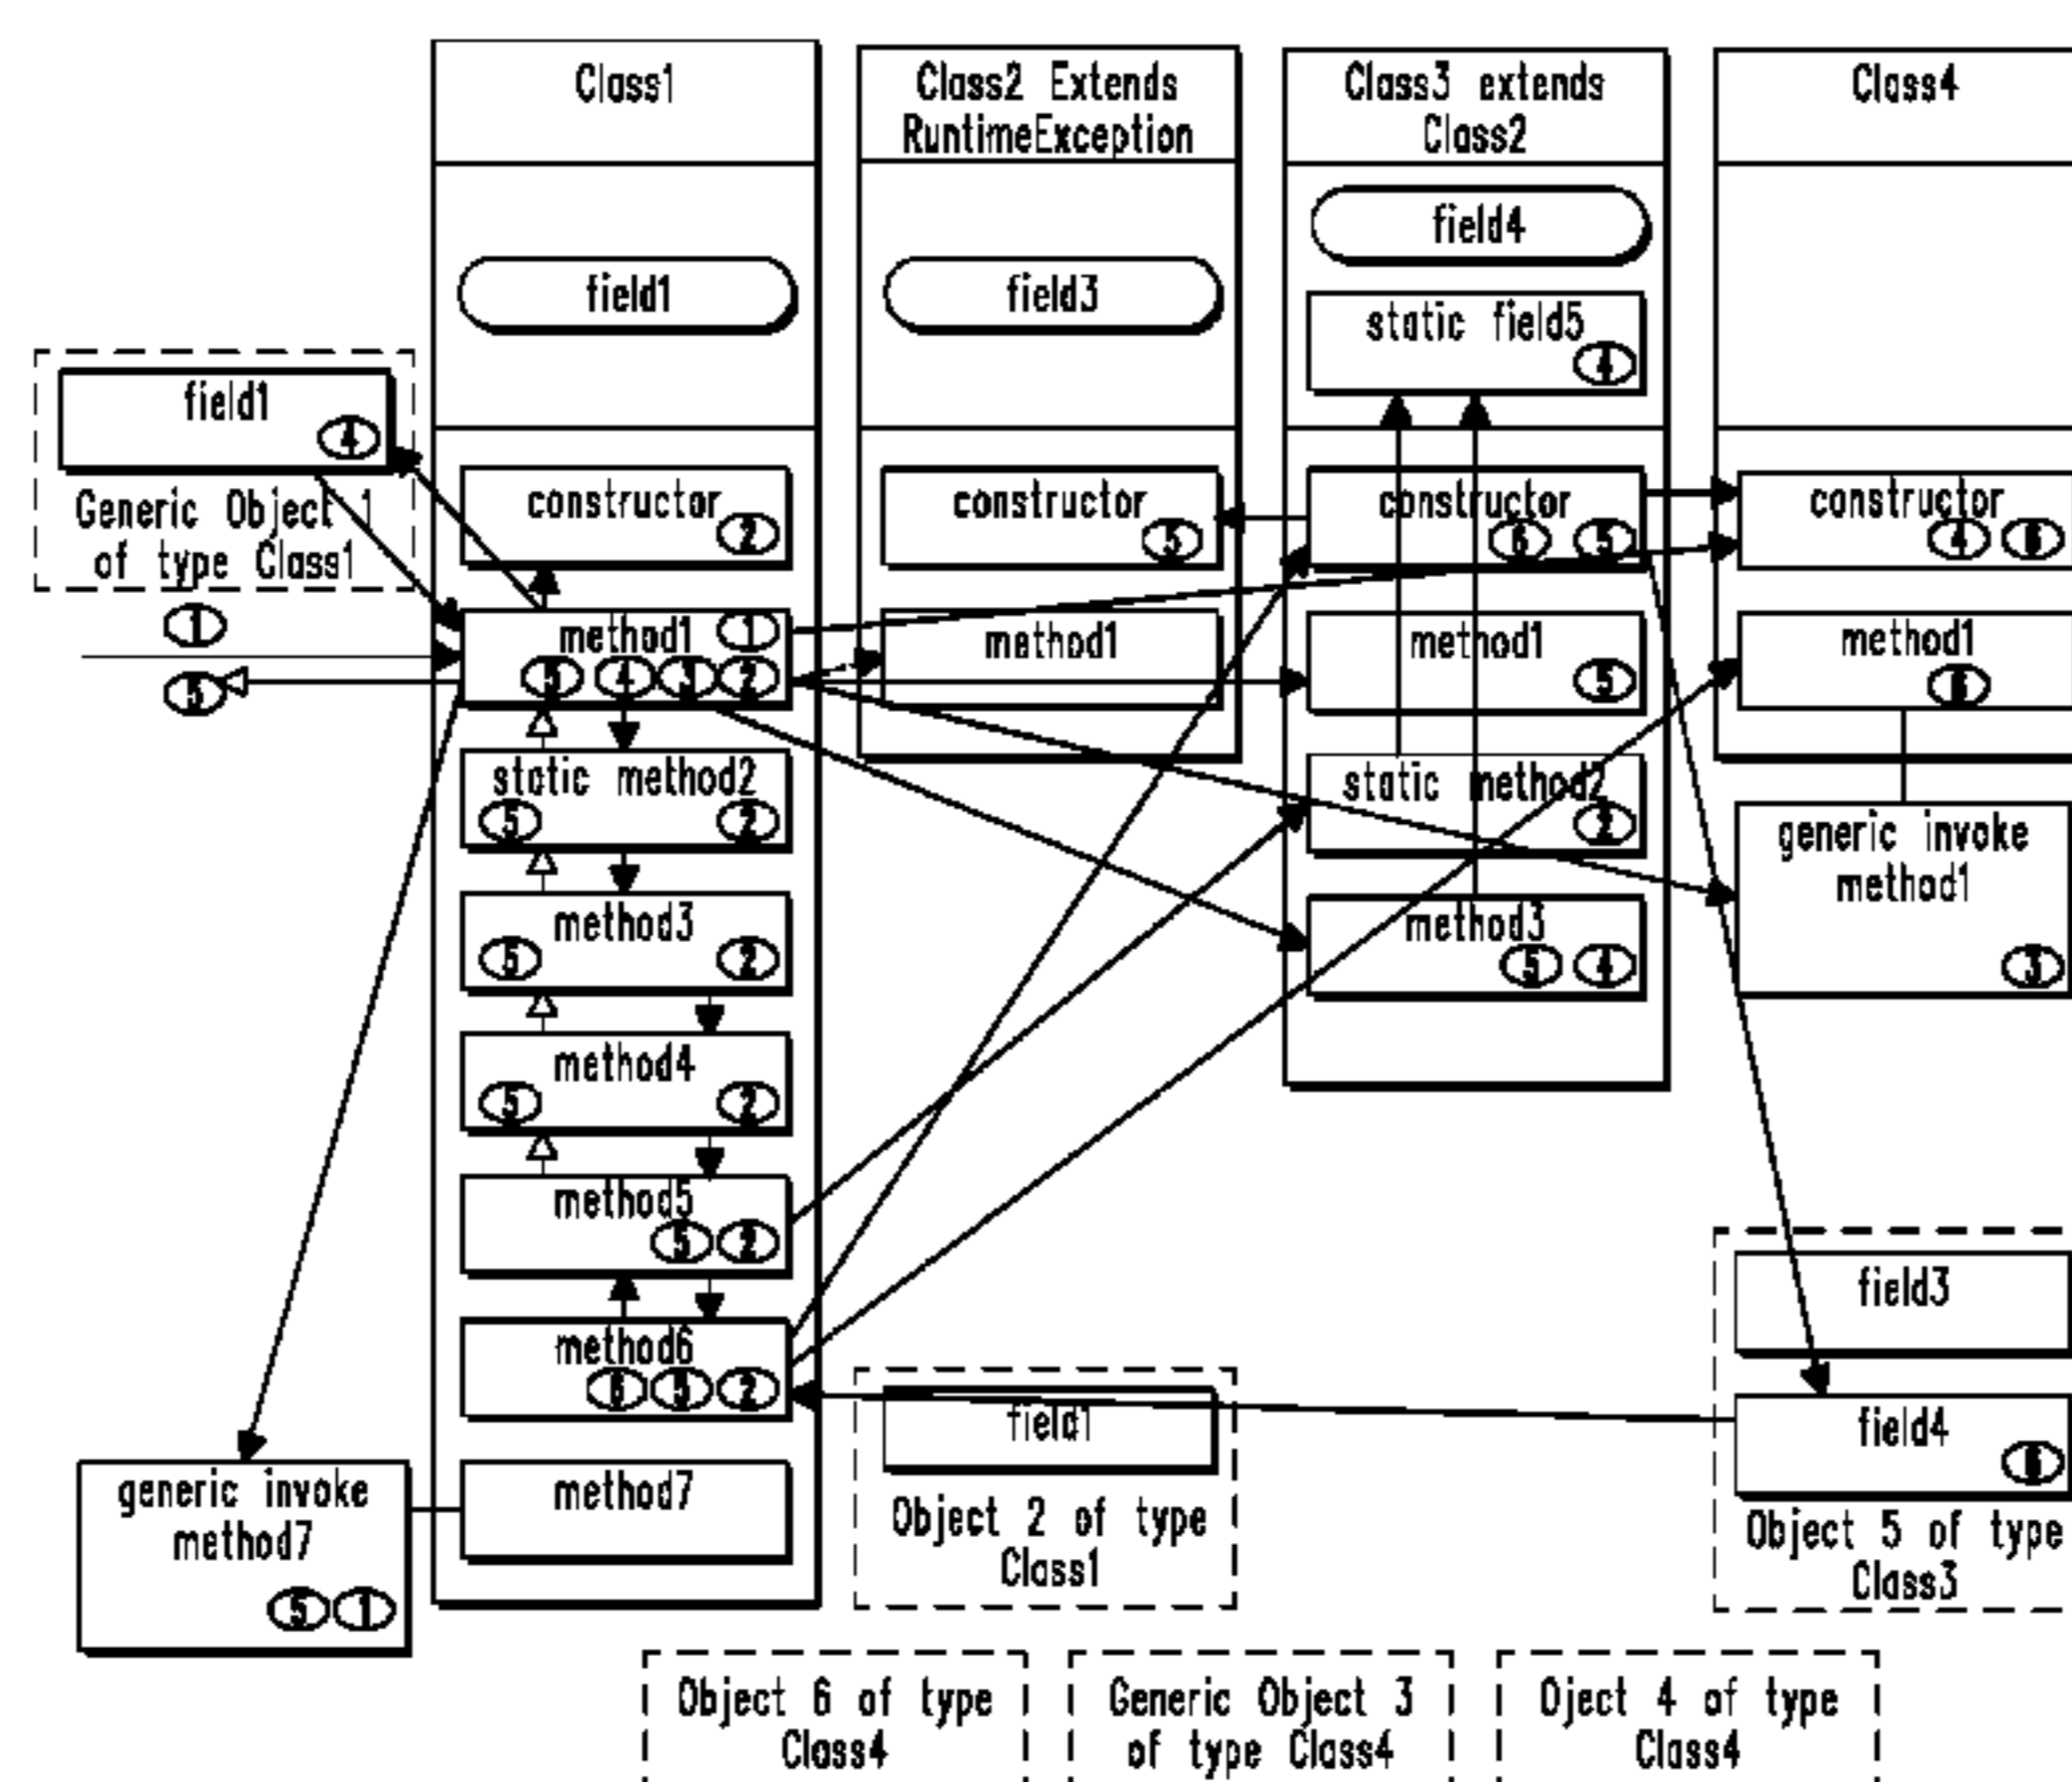 Class1
Class2 Extends
RuntimeException
Class3 extends
Class2
Class4
field1
field3
field4
static field5
4
field1
4
Generic Object 1
of type Class1
constructor
2
constructor
5
constructor
6 5
constructor
4 6
1
5
method1 1
5 4 3 2
method1
method1
5
method1
6
static method2
5 2
static method2
2
generic invoke
method1
3
method3
5 2
method3
5 4
method4
5 2
method5
5 2
method6
6 5 2
method7
generic invoke
method7
5 1
field1
Object 2 of type
Class1
field3
field4
6
Object 5 of type
Class3
Object 6 of type
Class4
Generic Object 3
of type Class4
Oject 4 of type
Class4